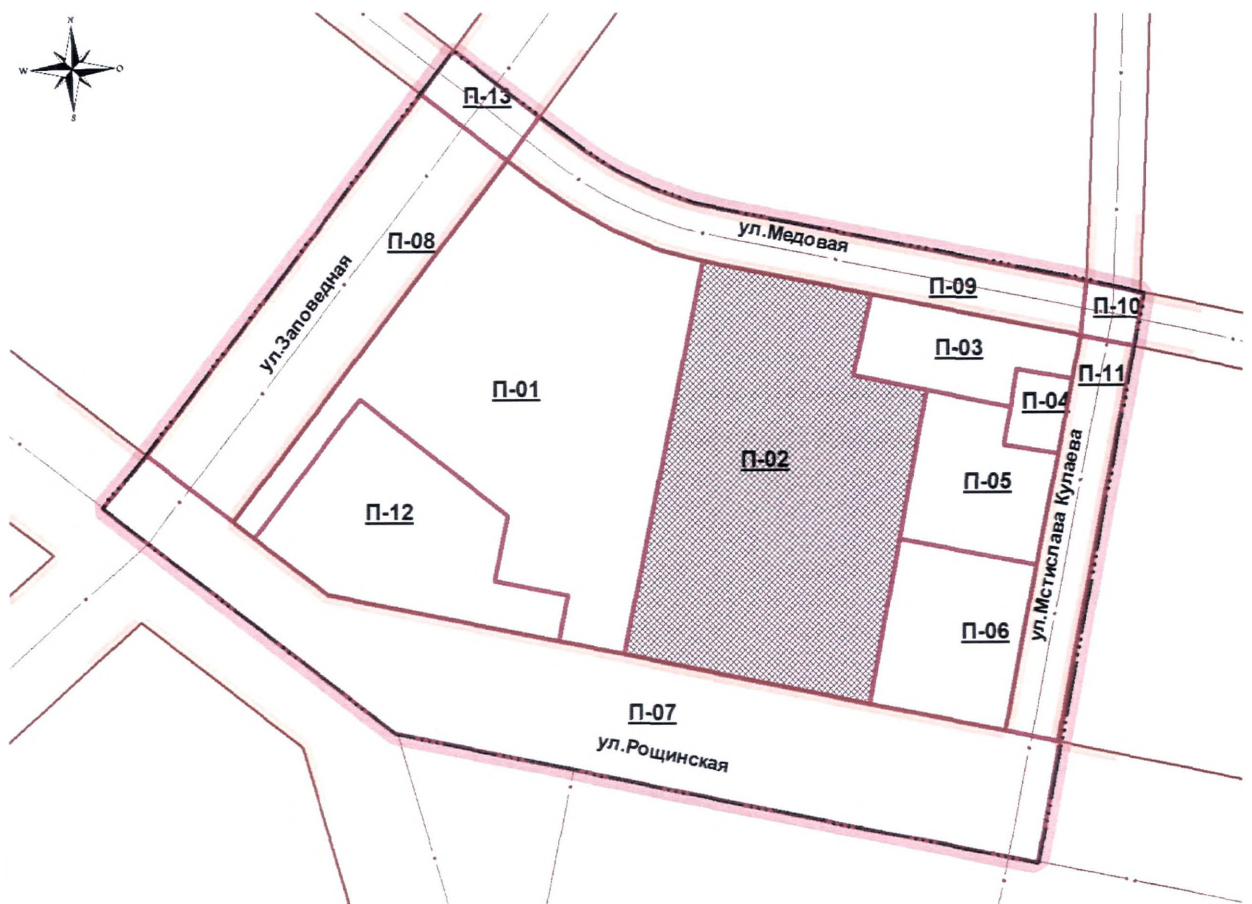 N
W
O
S
П-13
ул.Медовая
П-08
П-09
П-10
ул.Заповедная
П-03
П-11
П-01
П-04
П-02
П-05
П-12
ул.Мстислава Кулаева
П-06
П-07
ул.Рощинская